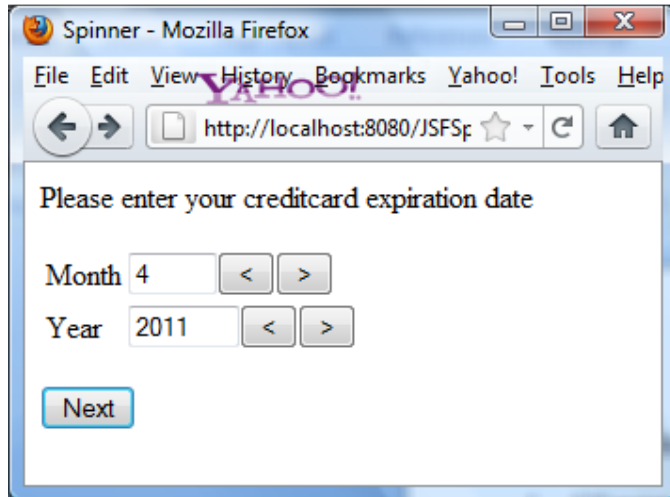 Spinner - Mozilla Firefox
File Edit View History Bookmarks Yahoo! Tools Help
YAHOO!
http://localhost:8080/JSFSp
Please enter your creditcard expiration date
Month 4 < >
Year 2011 < >
Next